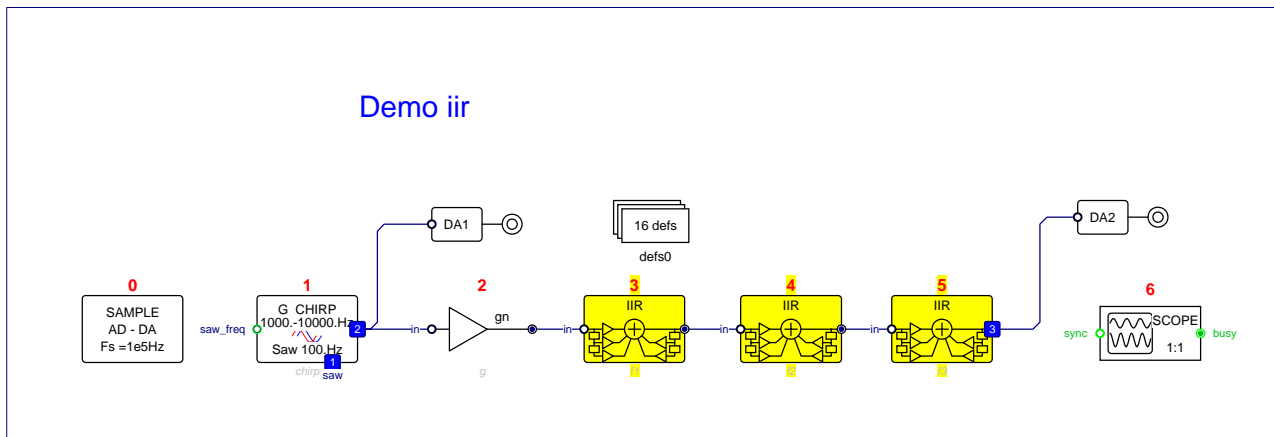 Demo iir
DA1
16 defs
defs0
DA2
0
SAMPLE
AD - DA
Fs =1e5Hz
1
saw_freq
G CHIRP
1000.-10000.Hz
Saw 100.Hz
2
1
saw
chirp
2
in
gn
g
3
in
IIR
f1
4
in
IIR
f2
5
in
IIR
3
f3
6
sync
SCOPE
1:1
busy